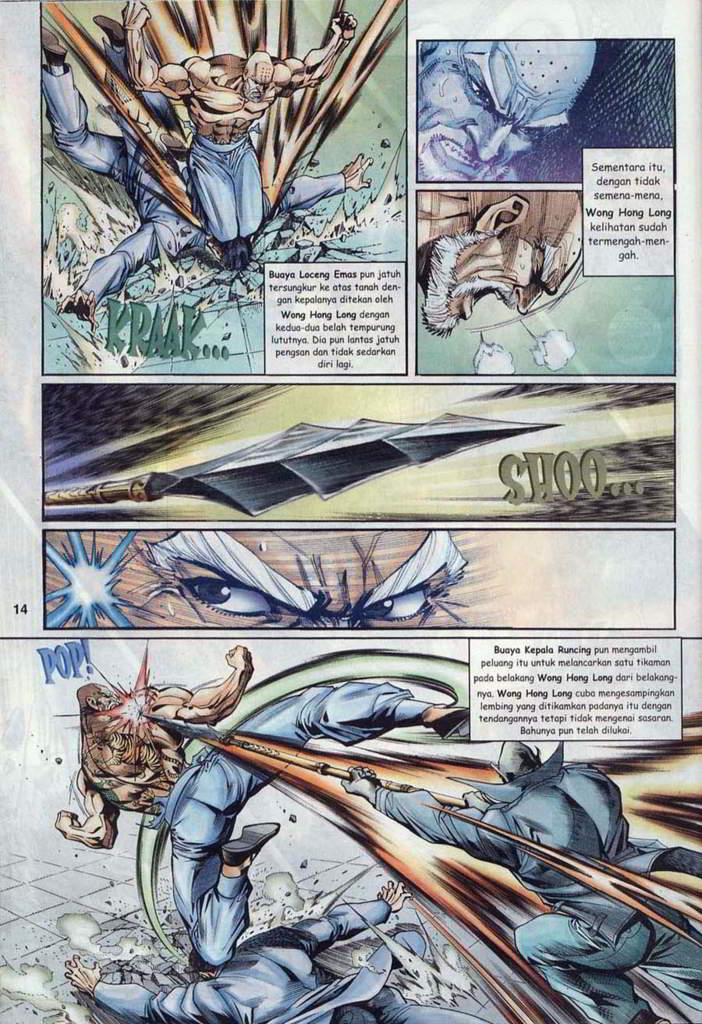 Buaya Loceng Emas pun jatuh
tersungkur ke atas tanah den-
gan kepalanya ditekan oleh
Wong Hong Long dengan
kedua-dua belah tempurung
lututnya. Dia pun lantas jatuh
pengsan dan tidak sedarkan
diri lagi.
KRAAK...
Sementara itu,
dengan tidak
semena-mena,
Wong Hong Long
kelihatan sudah
termengah-men-
gah.
SHOO...
14
POP!
Buaya Kepala Runcing pun mengambil
peluang itu untuk melancarkan satu tikaman
pada belakang Wong Hong Long dari belakang-
nya. Wong Hong Long cuba mengesampingkan
lembing yang ditikamkan padanya itu dengan
tendangannya tetapi tidak mengenai sasaran.
Bahunya pun telah dilukai.